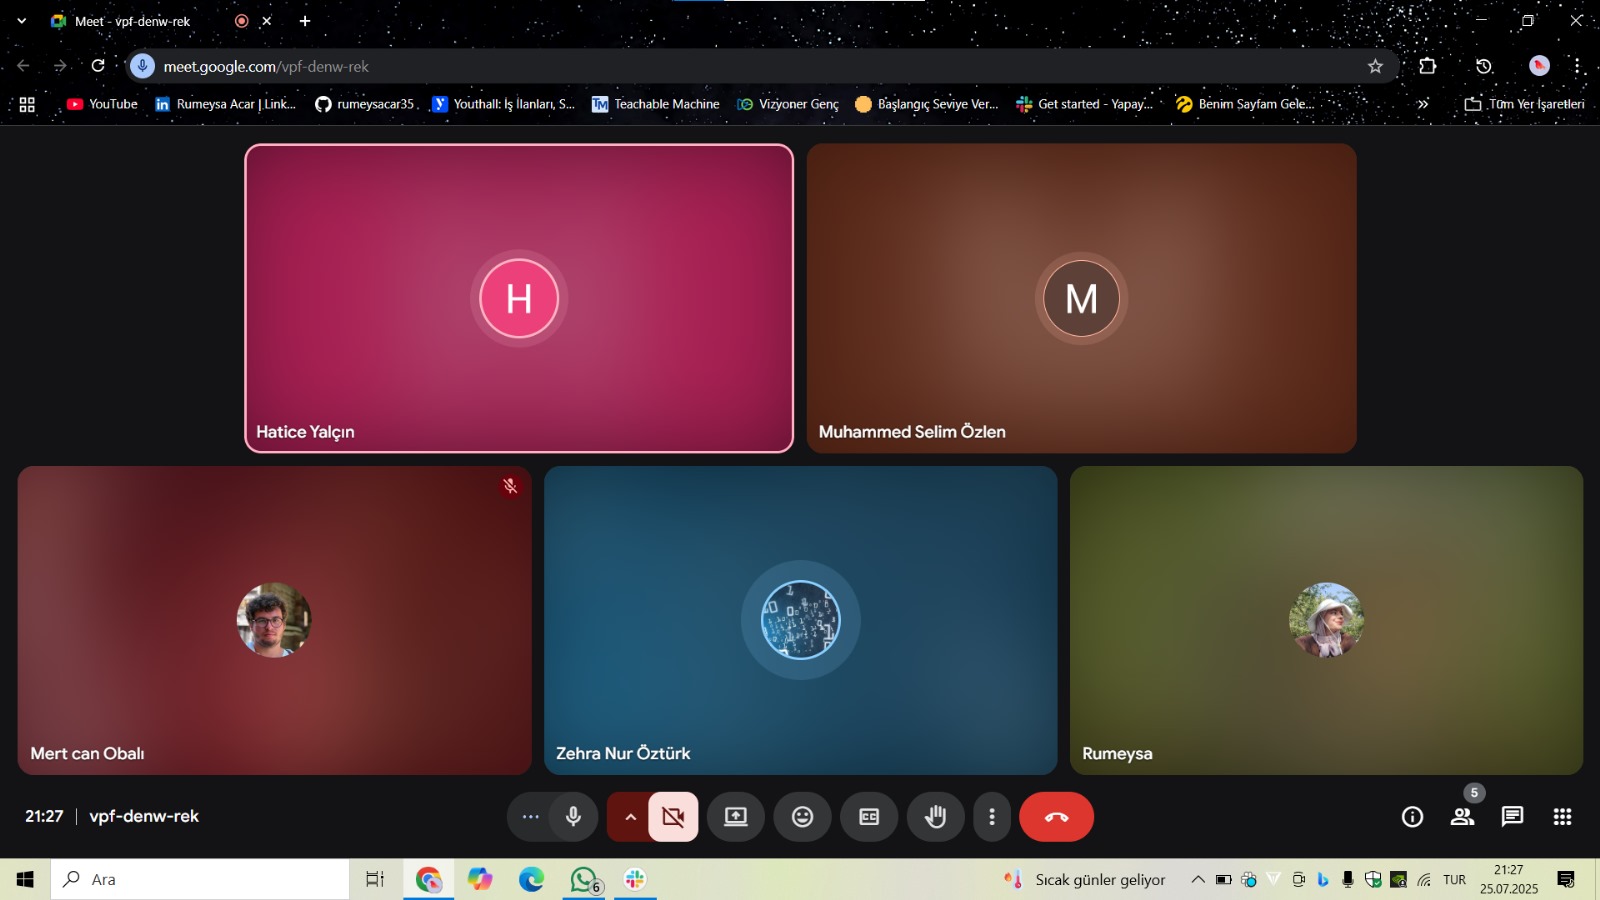 Meet - vpf-denw-rek
meet.google.com/vpf-denw-rek
YouTube
Rumeysa Acar | Link...
rumeysacar35
Youthall: İş İlanları, S...
Teachable Machine
Vizyoner Genç
Başlangıç Seviye Ver...
Get started - Yapay...
Benim Sayfam Gele...
Tüm Yer İşaretleri
H
M
Hatice Yalçın
Muhammed Selim Özlen
Mert can Obalı
Zehra Nur Öztürk
Rumeysa
21:27 | vpf-denw-rek
CC
5
Ara
6
Sıcak günler geliyor
TUR
21:27
25.07.2025